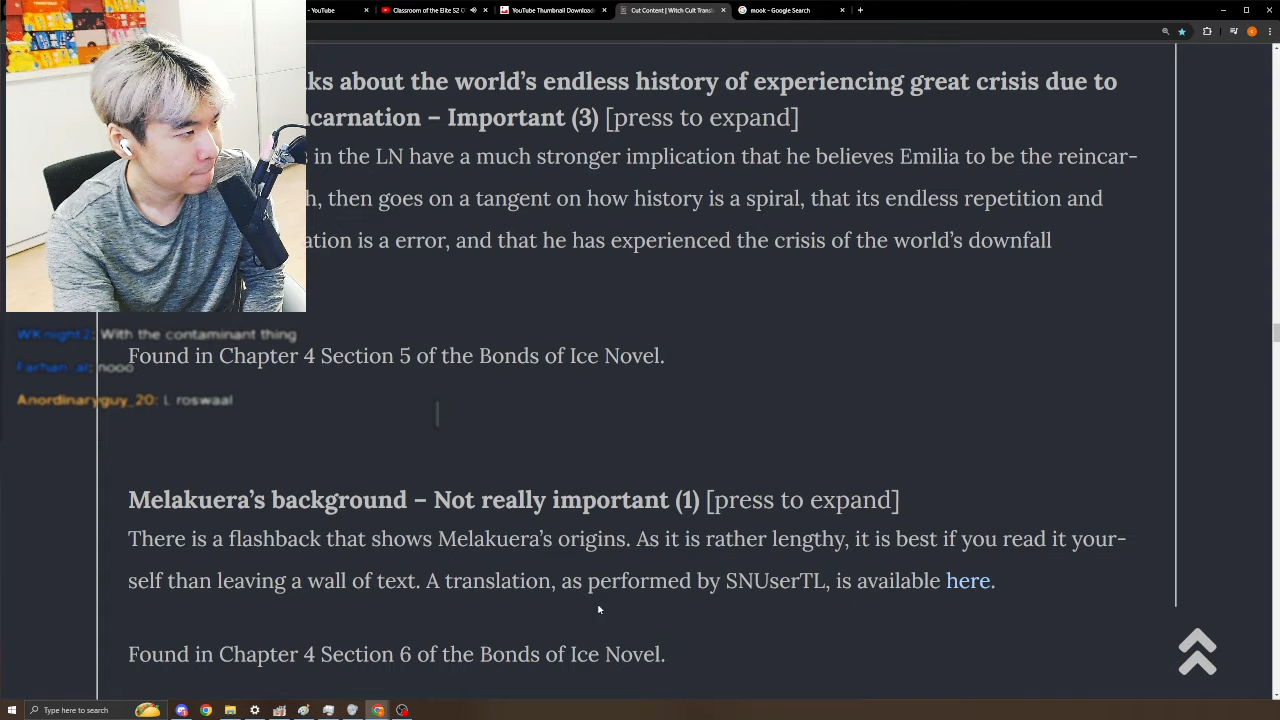 - YouTube
Classroom of the Elite S2 C
YouTube Thumbnail Download
Cut Content | Witch Cult Transl
mook - Google Search
ks about the world’s endless history of experiencing great crisis due to
carnation – Important (3) [press to expand]
in the LN have a much stronger implication that he believes Emilia to be the reincar-
h, then goes on a tangent on how history is a spiral, that its endless repetition and
ation is a error, and that he has experienced the crisis of the world’s downfall
WKnight2: With the contaminant thing
Found in Chapter 4 Section 5 of the Bonds of Ice Novel.
Farhan_al: nooo
Anordinaryguy_20: L roswaal
Melakuera’s background – Not really important (1) [press to expand]
There is a flashback that shows Melakuera’s origins. As it is rather lengthy, it is best if you read it your-
self than leaving a wall of text. A translation, as performed by SNUserTL, is available here.
Found in Chapter 4 Section 6 of the Bonds of Ice Novel.
Type here to search